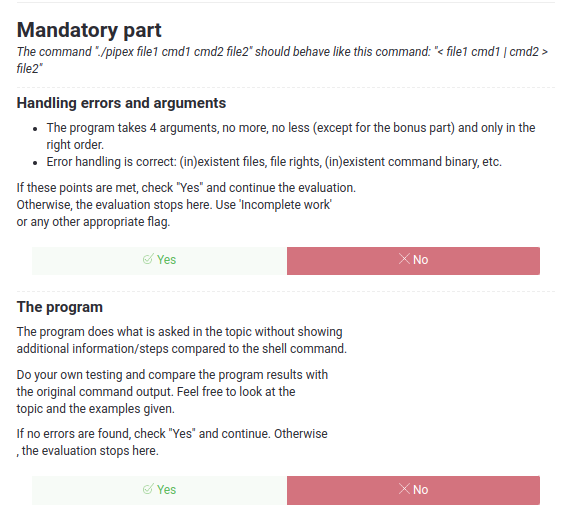 Mandatory part
The command "./pipex file1 cmd1 cmd2 file2" should behave like this command: "< file1 cmd1 | cmd2 >
file2"
Handling errors and arguments
• The program takes 4 arguments, no more, no less (except for the bonus part) and only in the
right order.
• Error handling is correct: (in)existent files, file rights, (in)existent command binary, etc.
If these points are met, check "Yes" and continue the evaluation.
Otherwise, the evaluation stops here. Use 'Incomplete work'
or any other appropriate flag.
Yes No
The program
The program does what is asked in the topic without showing
additional information/steps compared to the shell command.
Do your own testing and compare the program results with
the original command output. Feel free to look at the
topic and the examples given.
If no errors are found, check "Yes" and continue. Otherwise
, the evaluation stops here.
Yes No